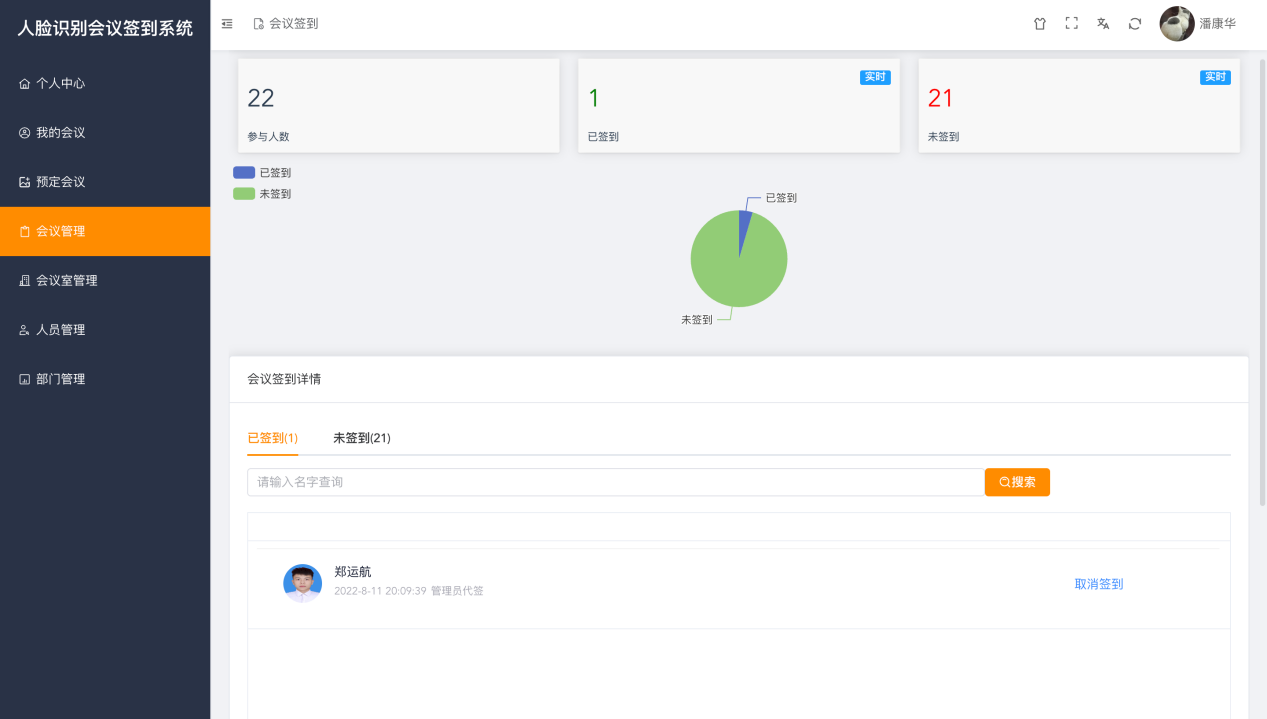 人脸识别会议签到系统
个人中心
我的会议
预定会议
会议管理
会议室管理
人员管理
部门管理
会议签到
潘康华
22
参与人数
实时
1
已签到
实时
21
未签到
已签到
未签到
已签到
未签到
会议签到详情
已签到(1) 未签到(21)
请输入名字查询 搜索
郑运航
2022-8-11 20:09:39 管理员代签
取消签到